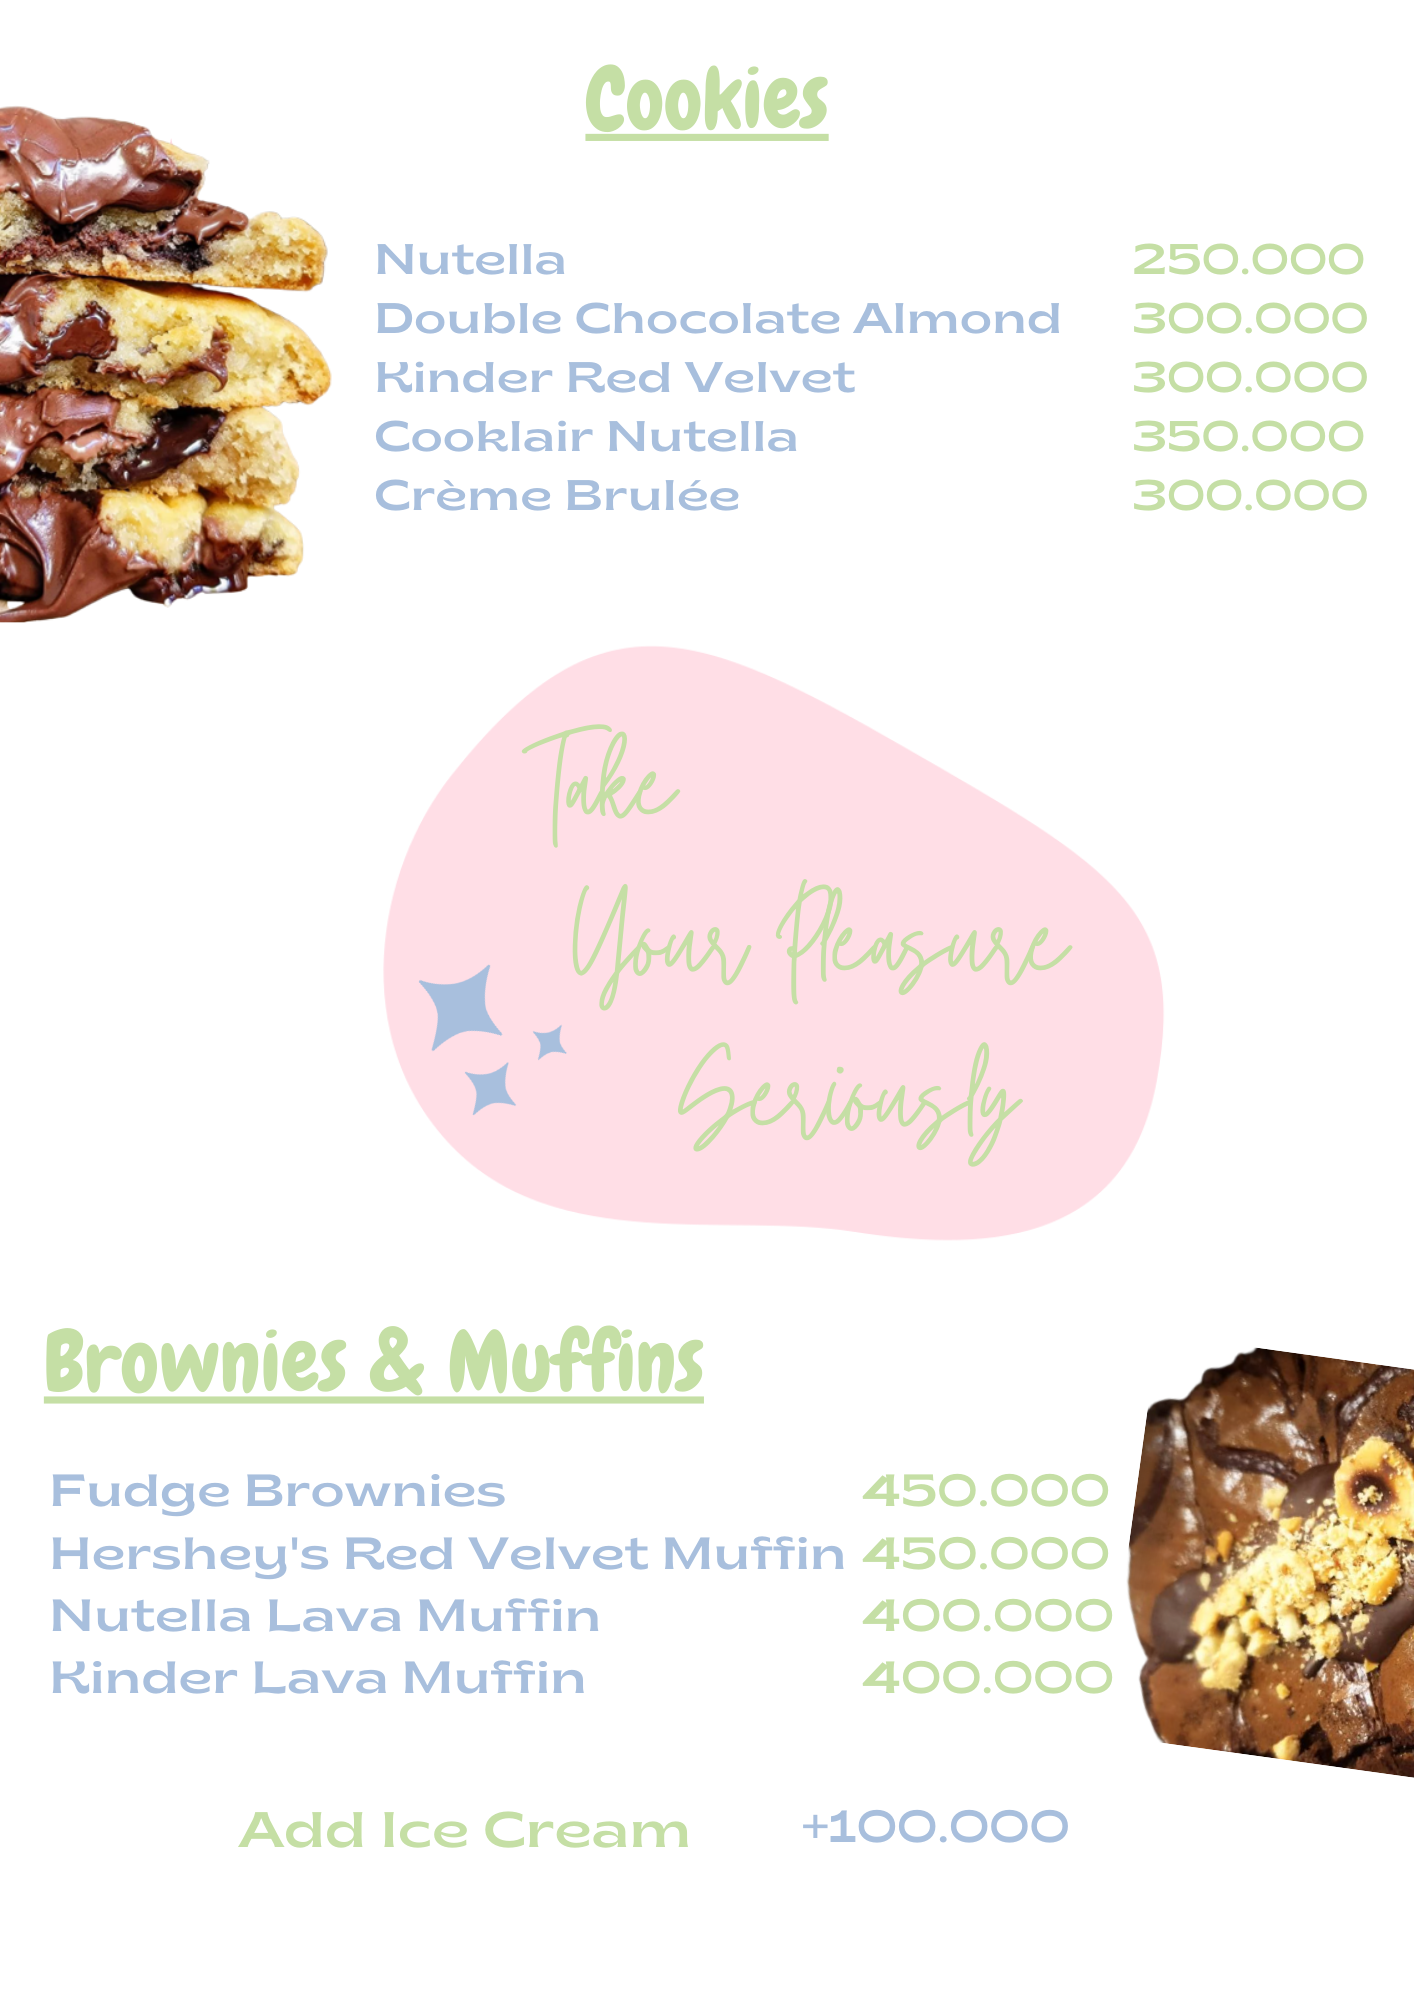 Cookies
Nutella 250.000
Double Chocolate Almond 300.000
Kinder Red Velvet 300.000
Cooklair Nutella 350.000
Crème Brulée 300.000
Take
Your Pleasure
Seriously
Brownies & Muffins
Fudge Brownies 450.000
Hershey's Red Velvet Muffin 450.000
Nutella Lava Muffin 400.000
Kinder Lava Muffin 400.000
Add Ice Cream +100.000